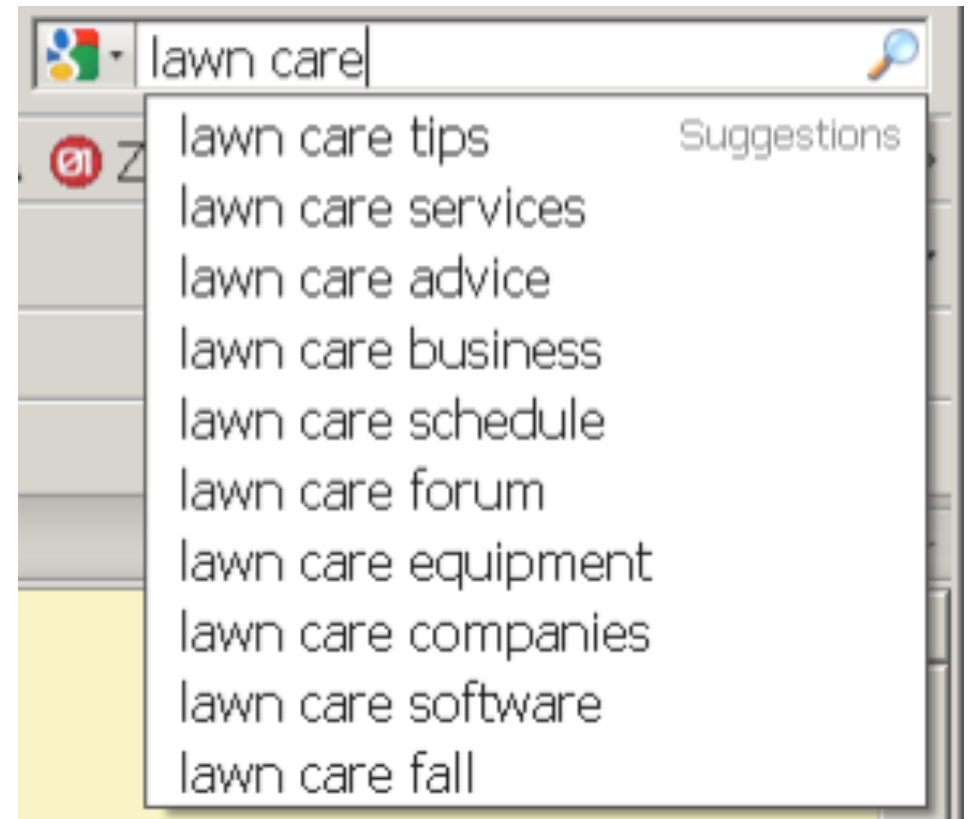 lawn care
lawn care tips Suggestions
01 Z
lawn care services
lawn care advice
lawn care business
lawn care schedule
lawn care forum
lawn care equipment
lawn care companies
lawn care software
lawn care fall